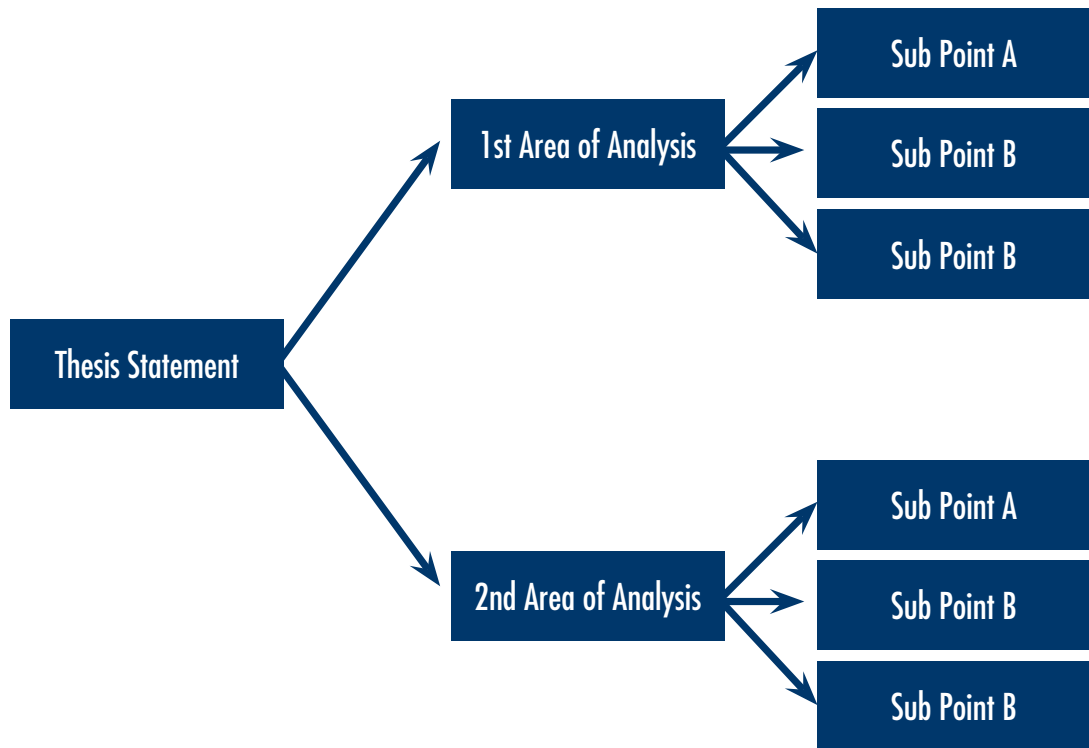 Thesis Statement
1st Area of Analysis
Sub Point A
Sub Point B
Sub Point B
2nd Area of Analysis
Sub Point A
Sub Point B
Sub Point B